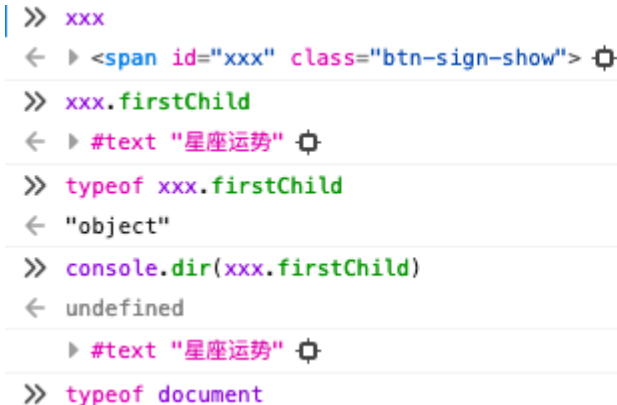 xxx
<span id="xxx" class="btn-sign-show">
xxx.firstChild
#text "星座运势"
typeof xxx.firstChild
"object"
console.dir(xxx.firstChild)
undefined
#text "星座运势"
typeof document